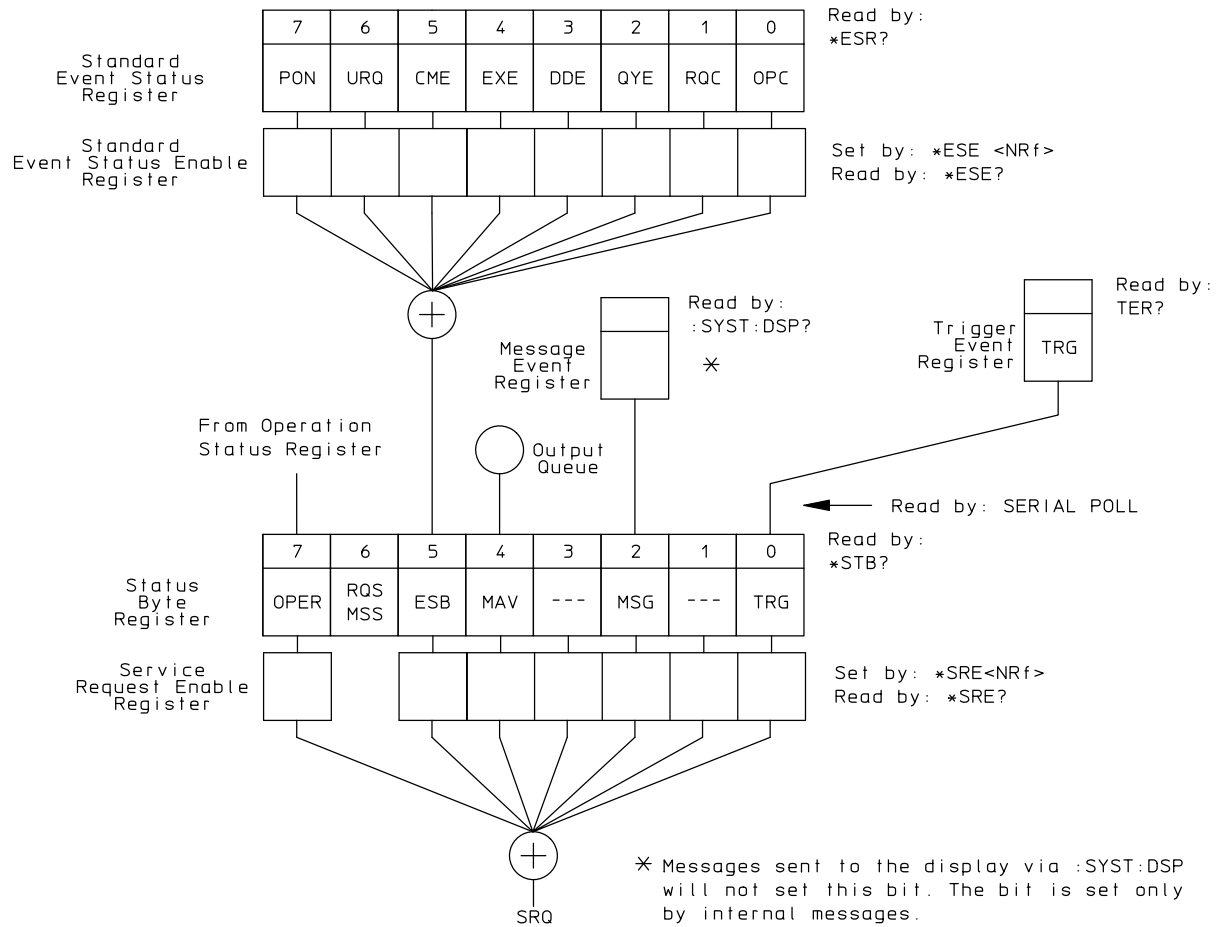 7 6 5 4 3 2 1 0
Read by:
*ESR?
Standard
Event Status
Register
PON URQ CME EXE DDE QYE RQC OPC
Standard
Event Status Enable
Register
Set by: *ESE <NRf>
Read by: *ESE?
Read by:
:SYST:DSP?
Message
Event
Register
*
Read by:
TER?
Trigger
Event
Register
TRG
From Operation
Status Register
Output
Queue
Read by: SERIAL POLL
7 6 5 4 3 2 1 0
Read by:
*STB?
Status
Byte
Register
OPER RQS MSS ESB MAV --- MSG --- TRG
Service
Request Enable
Register
Set by: *SRE<NRf>
Read by: *SRE?
SRQ
* Messages sent to the display via :SYST:DSP
will not set this bit. The bit is set only
by internal messages.